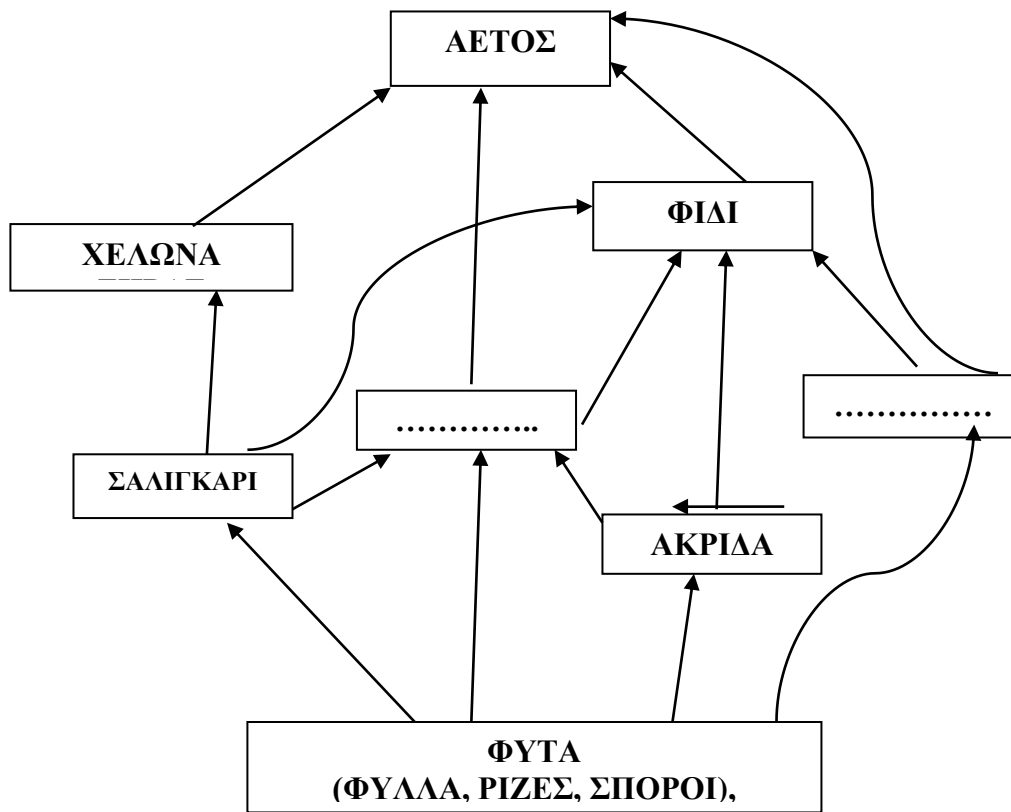 ΑΕΤΟΣ
ΦΙΔΙ
ΧΕΛΩΝΑ
…………..
……………
ΣΑΛΙΓΚΑΡΙ
ΑΚΡΙΔΑ
ΦΥΤΑ
(ΦΥΛΛΑ, ΡΙΖΕΣ, ΣΠΟΡΟΙ),